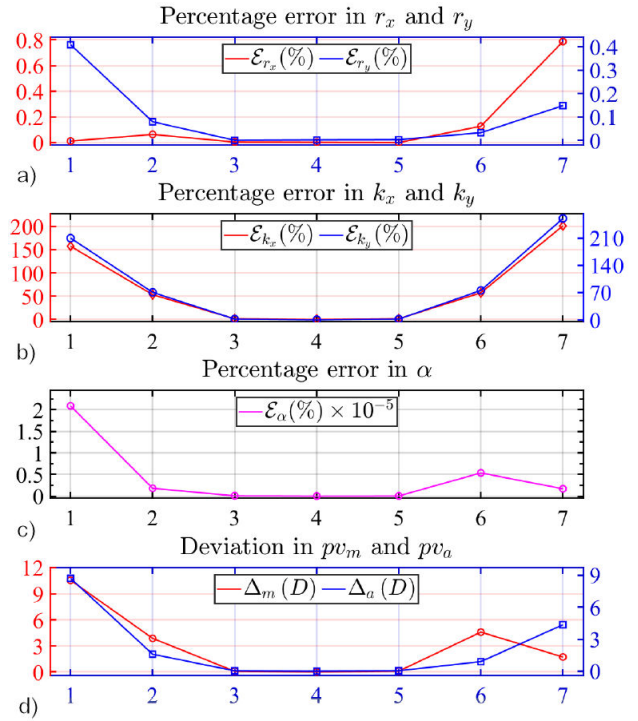 Percentage error in r_x and r_y
0.8 0.6 0.4 0.2 0
ℰ_{r_x}(%) ℰ_{r_y}(%)
0.4 0.3 0.2 0.1 0
1 2 3 4 5 6 7
a)
Percentage error in k_x and k_y
200 150 100 50 0
ℰ_{k_x}(%) ℰ_{k_y}(%)
210 140 70 0
1 2 3 4 5 6 7
b)
Percentage error in α
2 1.5 1 0.5 0
ℰ_α(%) × 10^{-5}
1 2 3 4 5 6 7
c)
Deviation in pv_m and pv_a
12 9 6 3 0
Δ_m (D) Δ_a (D)
9 6 3 0
1 2 3 4 5 6 7
d)